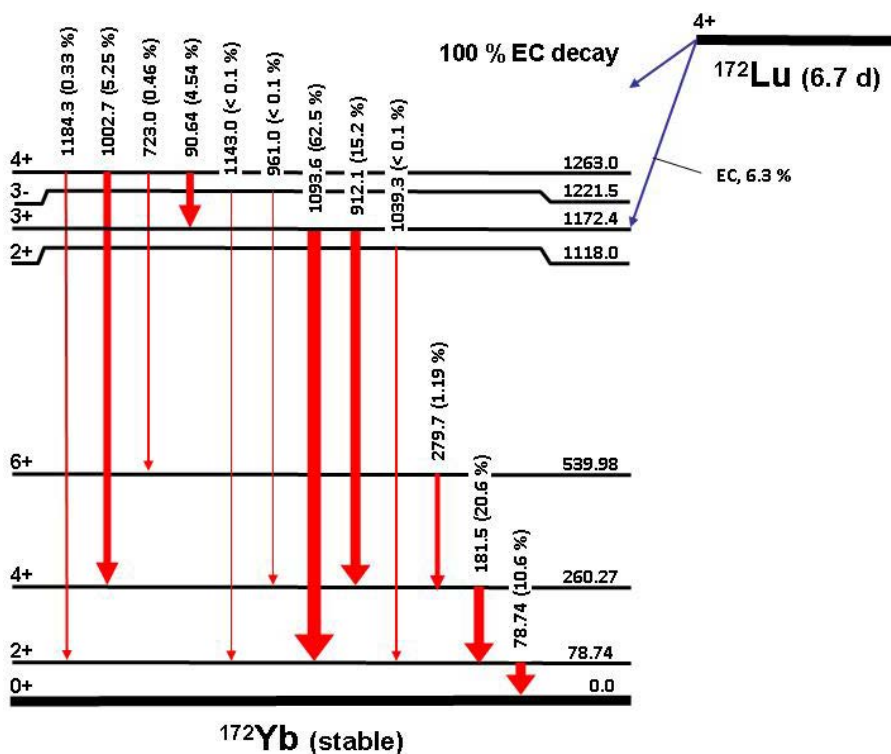 4+
100 % EC decay
172Lu (6.7 d)
EC, 6.3 %
1184.3 (0.33 %)
1002.7 (5.25 %)
723.0 (0.46 %)
90.64 (4.54 %)
1143.0 (< 0.1 %)
961.0 (< 0.1 %)
1093.6 (62.5 %)
912.1 (15.2 %)
1039.3 (< 0.1 %)
4+ 1263.0
3- 1221.5
3+ 1172.4
2+ 1118.0
279.7 (1.19 %)
181.5 (20.6 %)
78.74 (10.6 %)
6+ 539.98
4+ 260.27
2+ 78.74
0+ 0.0
172Yb (stable)